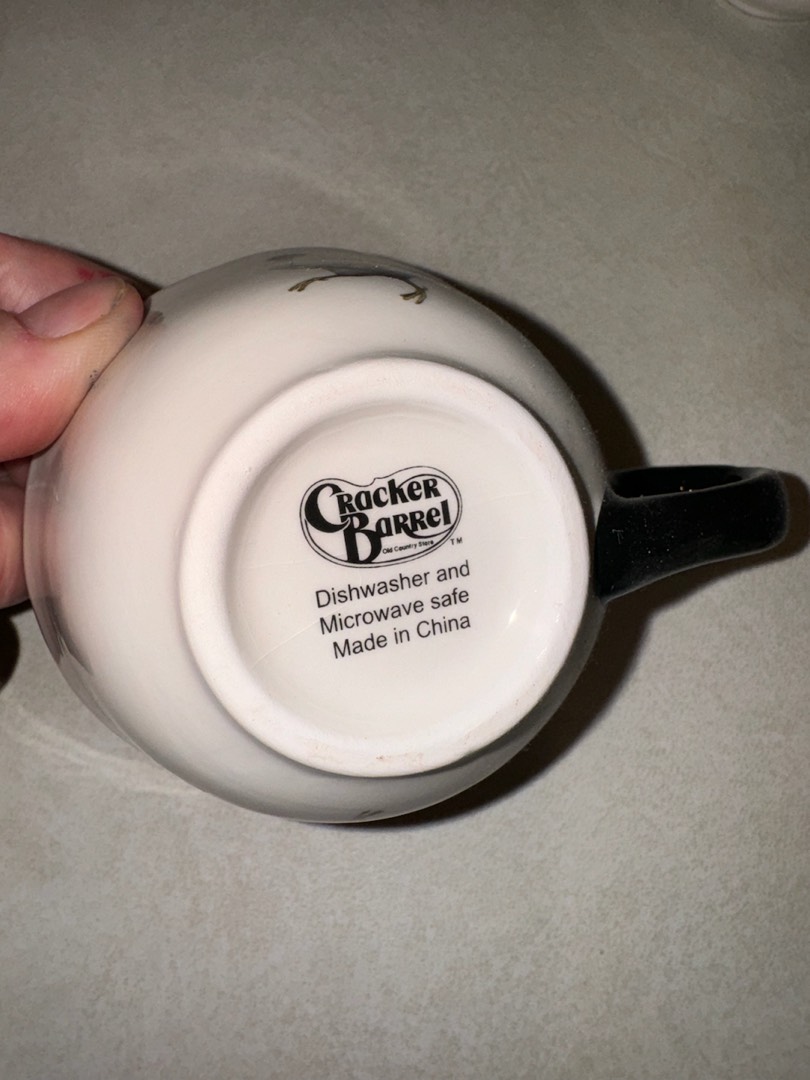 Cracker
Barrel
Old Country Store TM
Dishwasher and
Microwave safe
Made in China